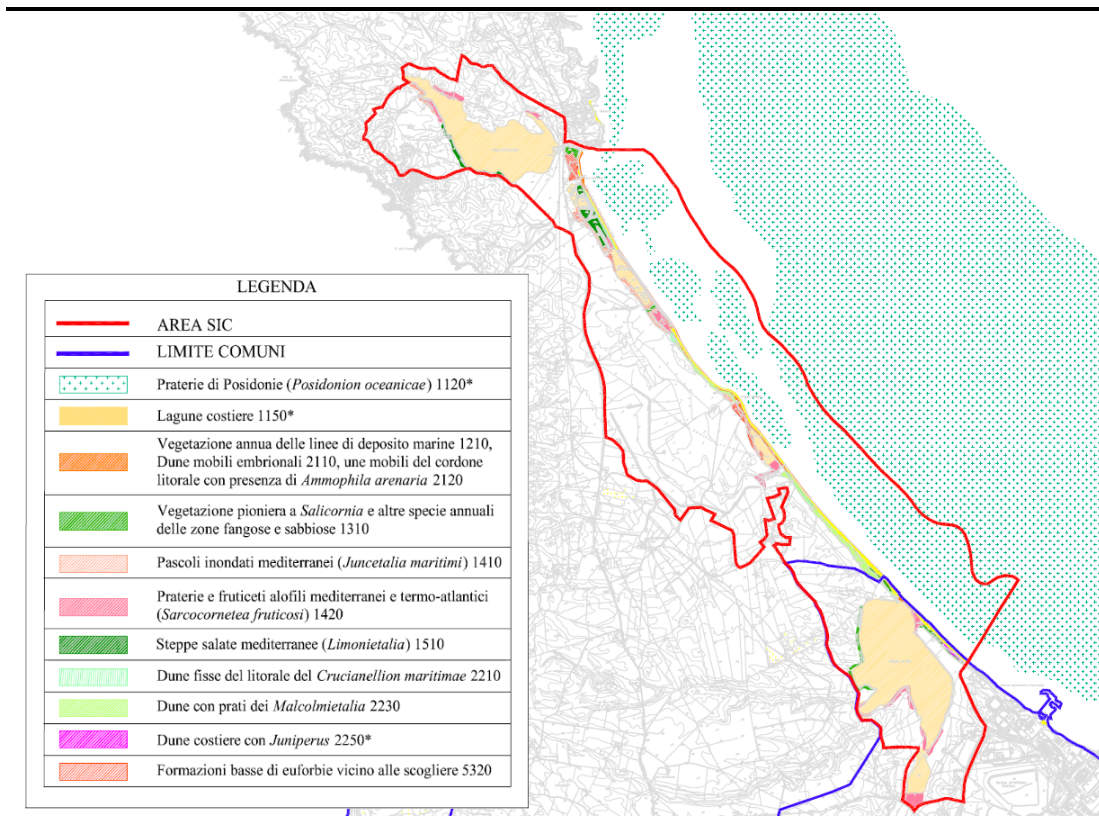 LEGENDA
AREA SIC
LIMITE COMUNI
Praterie di Posidonie (Posidonion oceanicae) 1120*
Lagune costiere 1150*
Vegetazione annua delle linee di deposito marine 1210,
Dune mobili embrionali 2110, une mobili del cordone
litorale con presenza di Ammophila arenaria 2120
Vegetazione pioniera a Salicornia e altre specie annuali
delle zone fangose e sabbiose 1310
Pascoli inondati mediterranei (Juncetalia maritimi) 1410
Praterie e fruticeti alofili mediterranei e termo-atlantici
(Sarcocornetea fruticosi) 1420
Steppe salate mediterranee (Limonietalia) 1510
Dune fisse del litorale del Crucianellion maritimae 2210
Dune con prati dei Malcolmietalia 2230
Dune costiere con Juniperus 2250*
Formazioni basse di euforbie vicino alle scogliere 5320